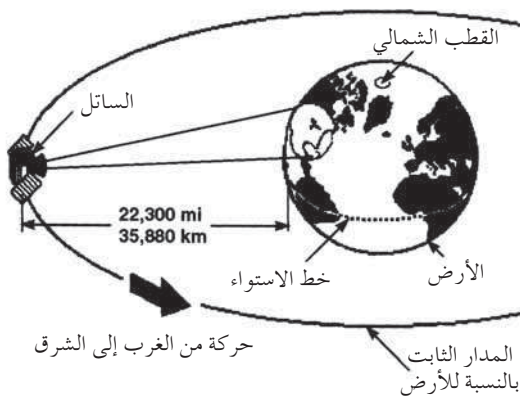 القطب الشمالي
الساتل
22,300 mi
35,880 km
خط الاستواء
الأرض
حركة من الغرب إلى الشرق
المدار الثابت
بالنسبة للأرض